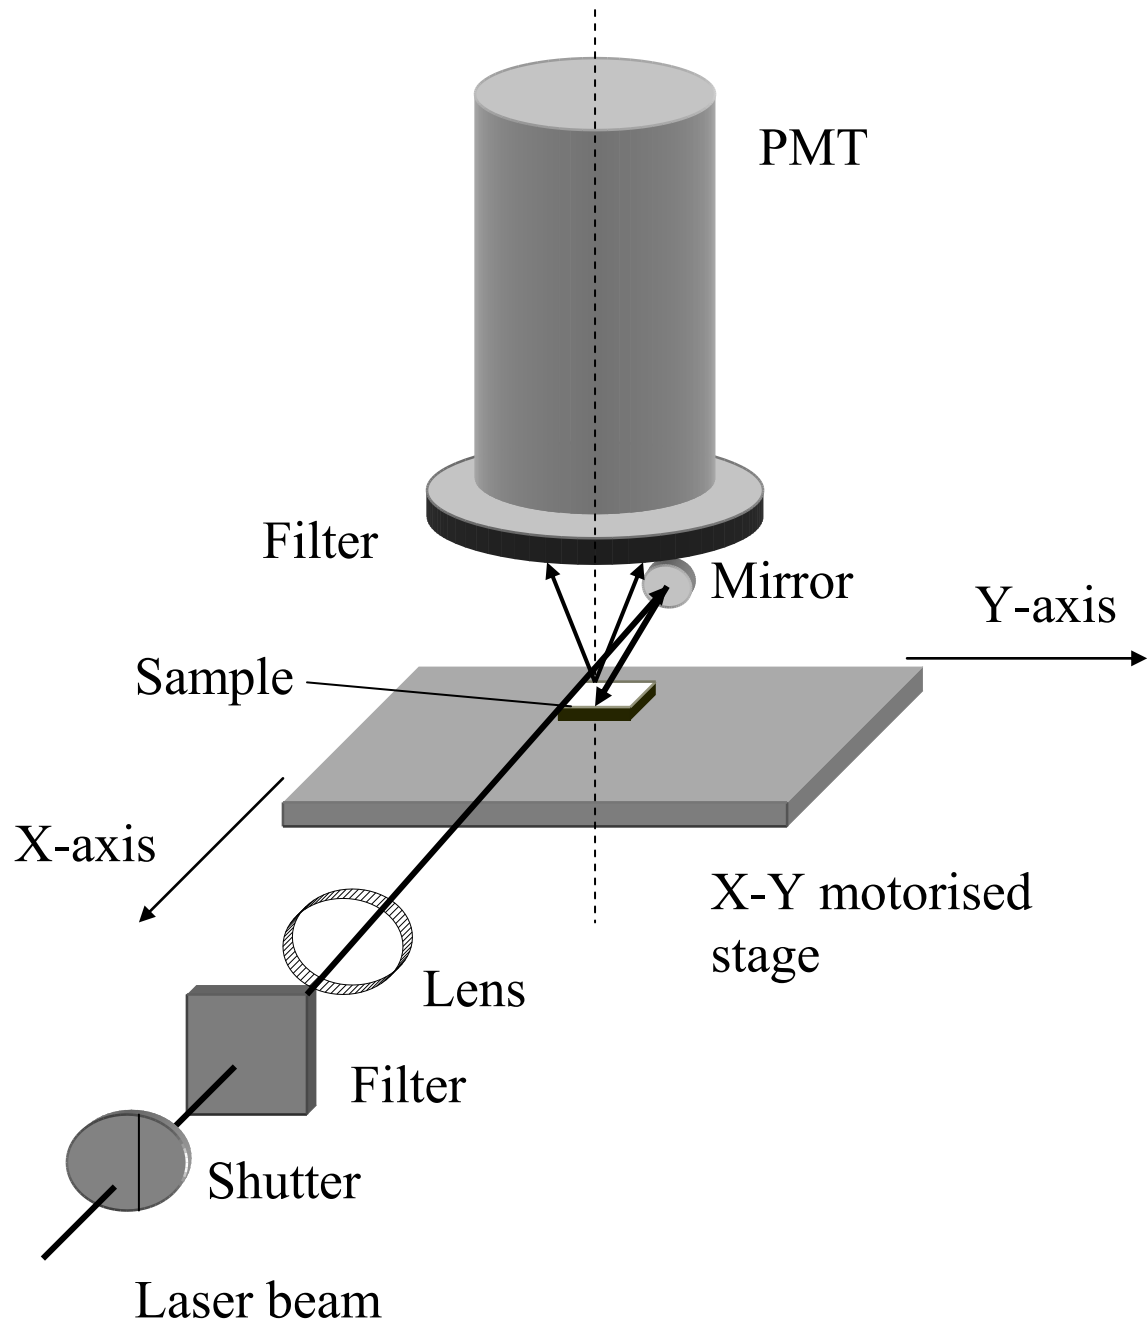 PMT
Filter
Mirror
Y-axis
Sample
X-axis
X-Y motorised
stage
Lens
Filter
Shutter
Laser beam